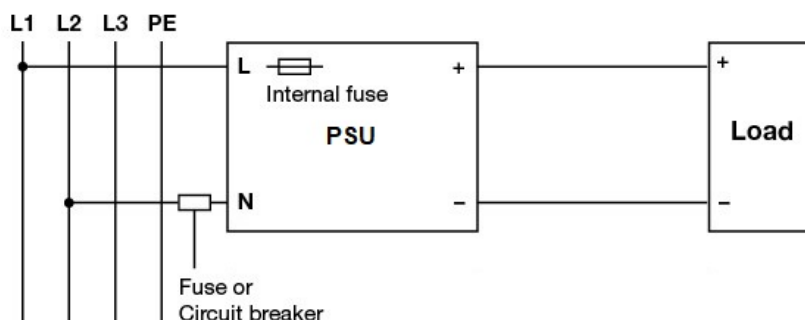 L1 L2 L3 PE
L + +
Internal fuse
PSU
Load
N - -
Fuse or
Circuit breaker